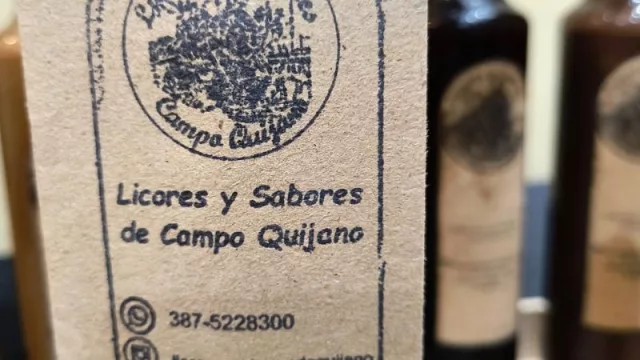 Campo Quijano
Licores y Sabores
de Campo Quijano
387-5228300